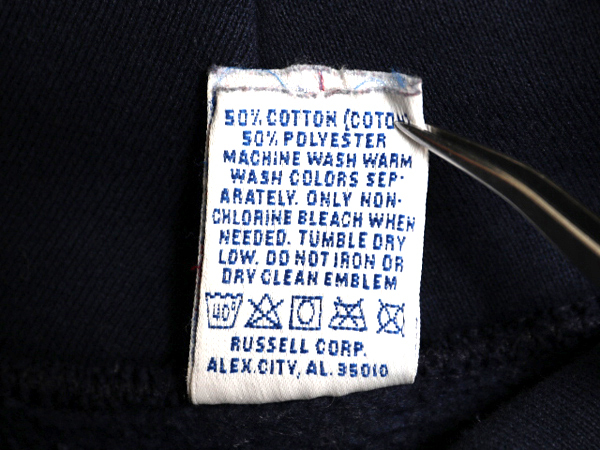 50% COTTON (COTON
50% POLYESTER
MACHINE WASH WARM
WASH COLORS SEP-
ARATELY. ONLY NON-
CHLORINE BLEACH WHEN
NEEDED. TUMBLE DRY
LOW. DO NOT IRON OR
DRY CLEAN EMBLEM
40°
RUSSELL CORP.
ALEX.CITY, AL. 35010